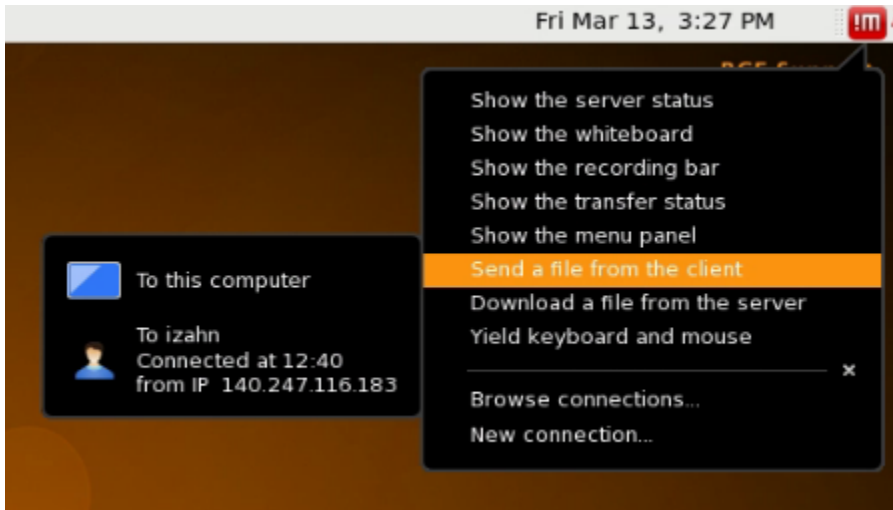 Fri Mar 13, 3:27 PM
!M
Show the server status
Show the whiteboard
Show the recording bar
Show the transfer status
Show the menu panel
Send a file from the client
Download a file from the server
Yield keyboard and mouse
Browse connections...
New connection...
To this computer
To izahn
Connected at 12:40
from IP 140.247.116.183